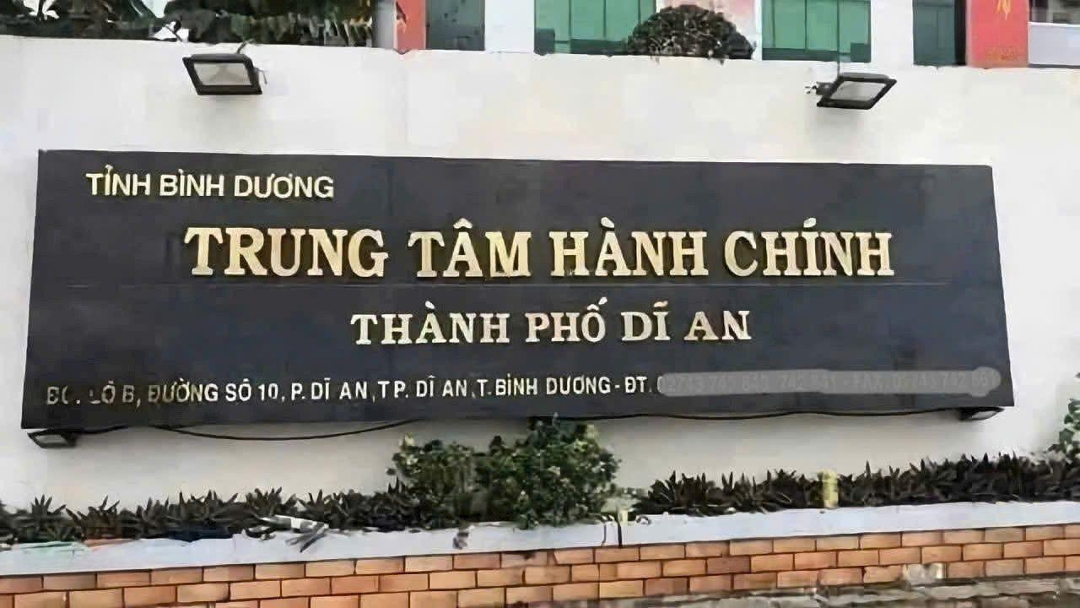 TỈNH BÌNH DƯƠNG
TRUNG TÂM HÀNH CHÍNH
THÀNH PHỐ DĨ AN
LÔ B, ĐƯỜNG SỐ 10, P. DĨ AN, TP. DĨ AN, T. BÌNH DƯƠNG - ĐT.